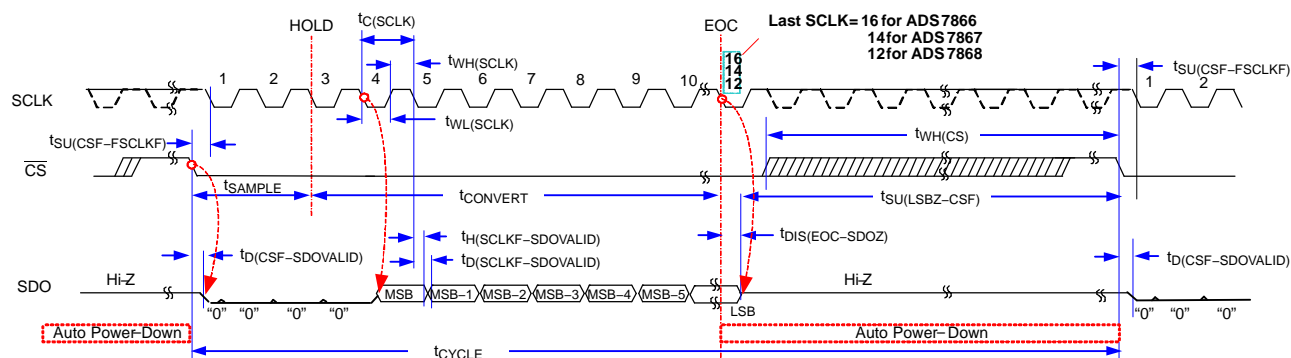 HOLD
EOC
Last SCLK= 16 for ADS7866
14 for ADS7867
12 for ADS7868
tC(SCLK)
tWH(SCLK)
tSU(CSF−FSCLKF)
16
14
12
1 2 3 4 5 6 7 8 9 10
1 2
SCLK
tWL(SCLK)
tSU(CSF−FSCLKF)
tWH(CS)
CS
tSAMPLE
tCONVERT
tSU(LSBZ−CSF)
tH(SCLKF−SDOVALID)
tDIS(EOC−SDOZ)
tD(CSF−SDOVALID)
tD(SCLKF−SDOVALID)
tD(CSF−SDOVALID)
SDO
Hi-Z
MSB MSB−1 MSB−2 MSB−3 MSB−4 MSB−5
Hi-Z
LSB
“0” “0” “0” “0”
“0” “0” “0”
Auto Power−Down
Auto Power−Down
tCYCLE